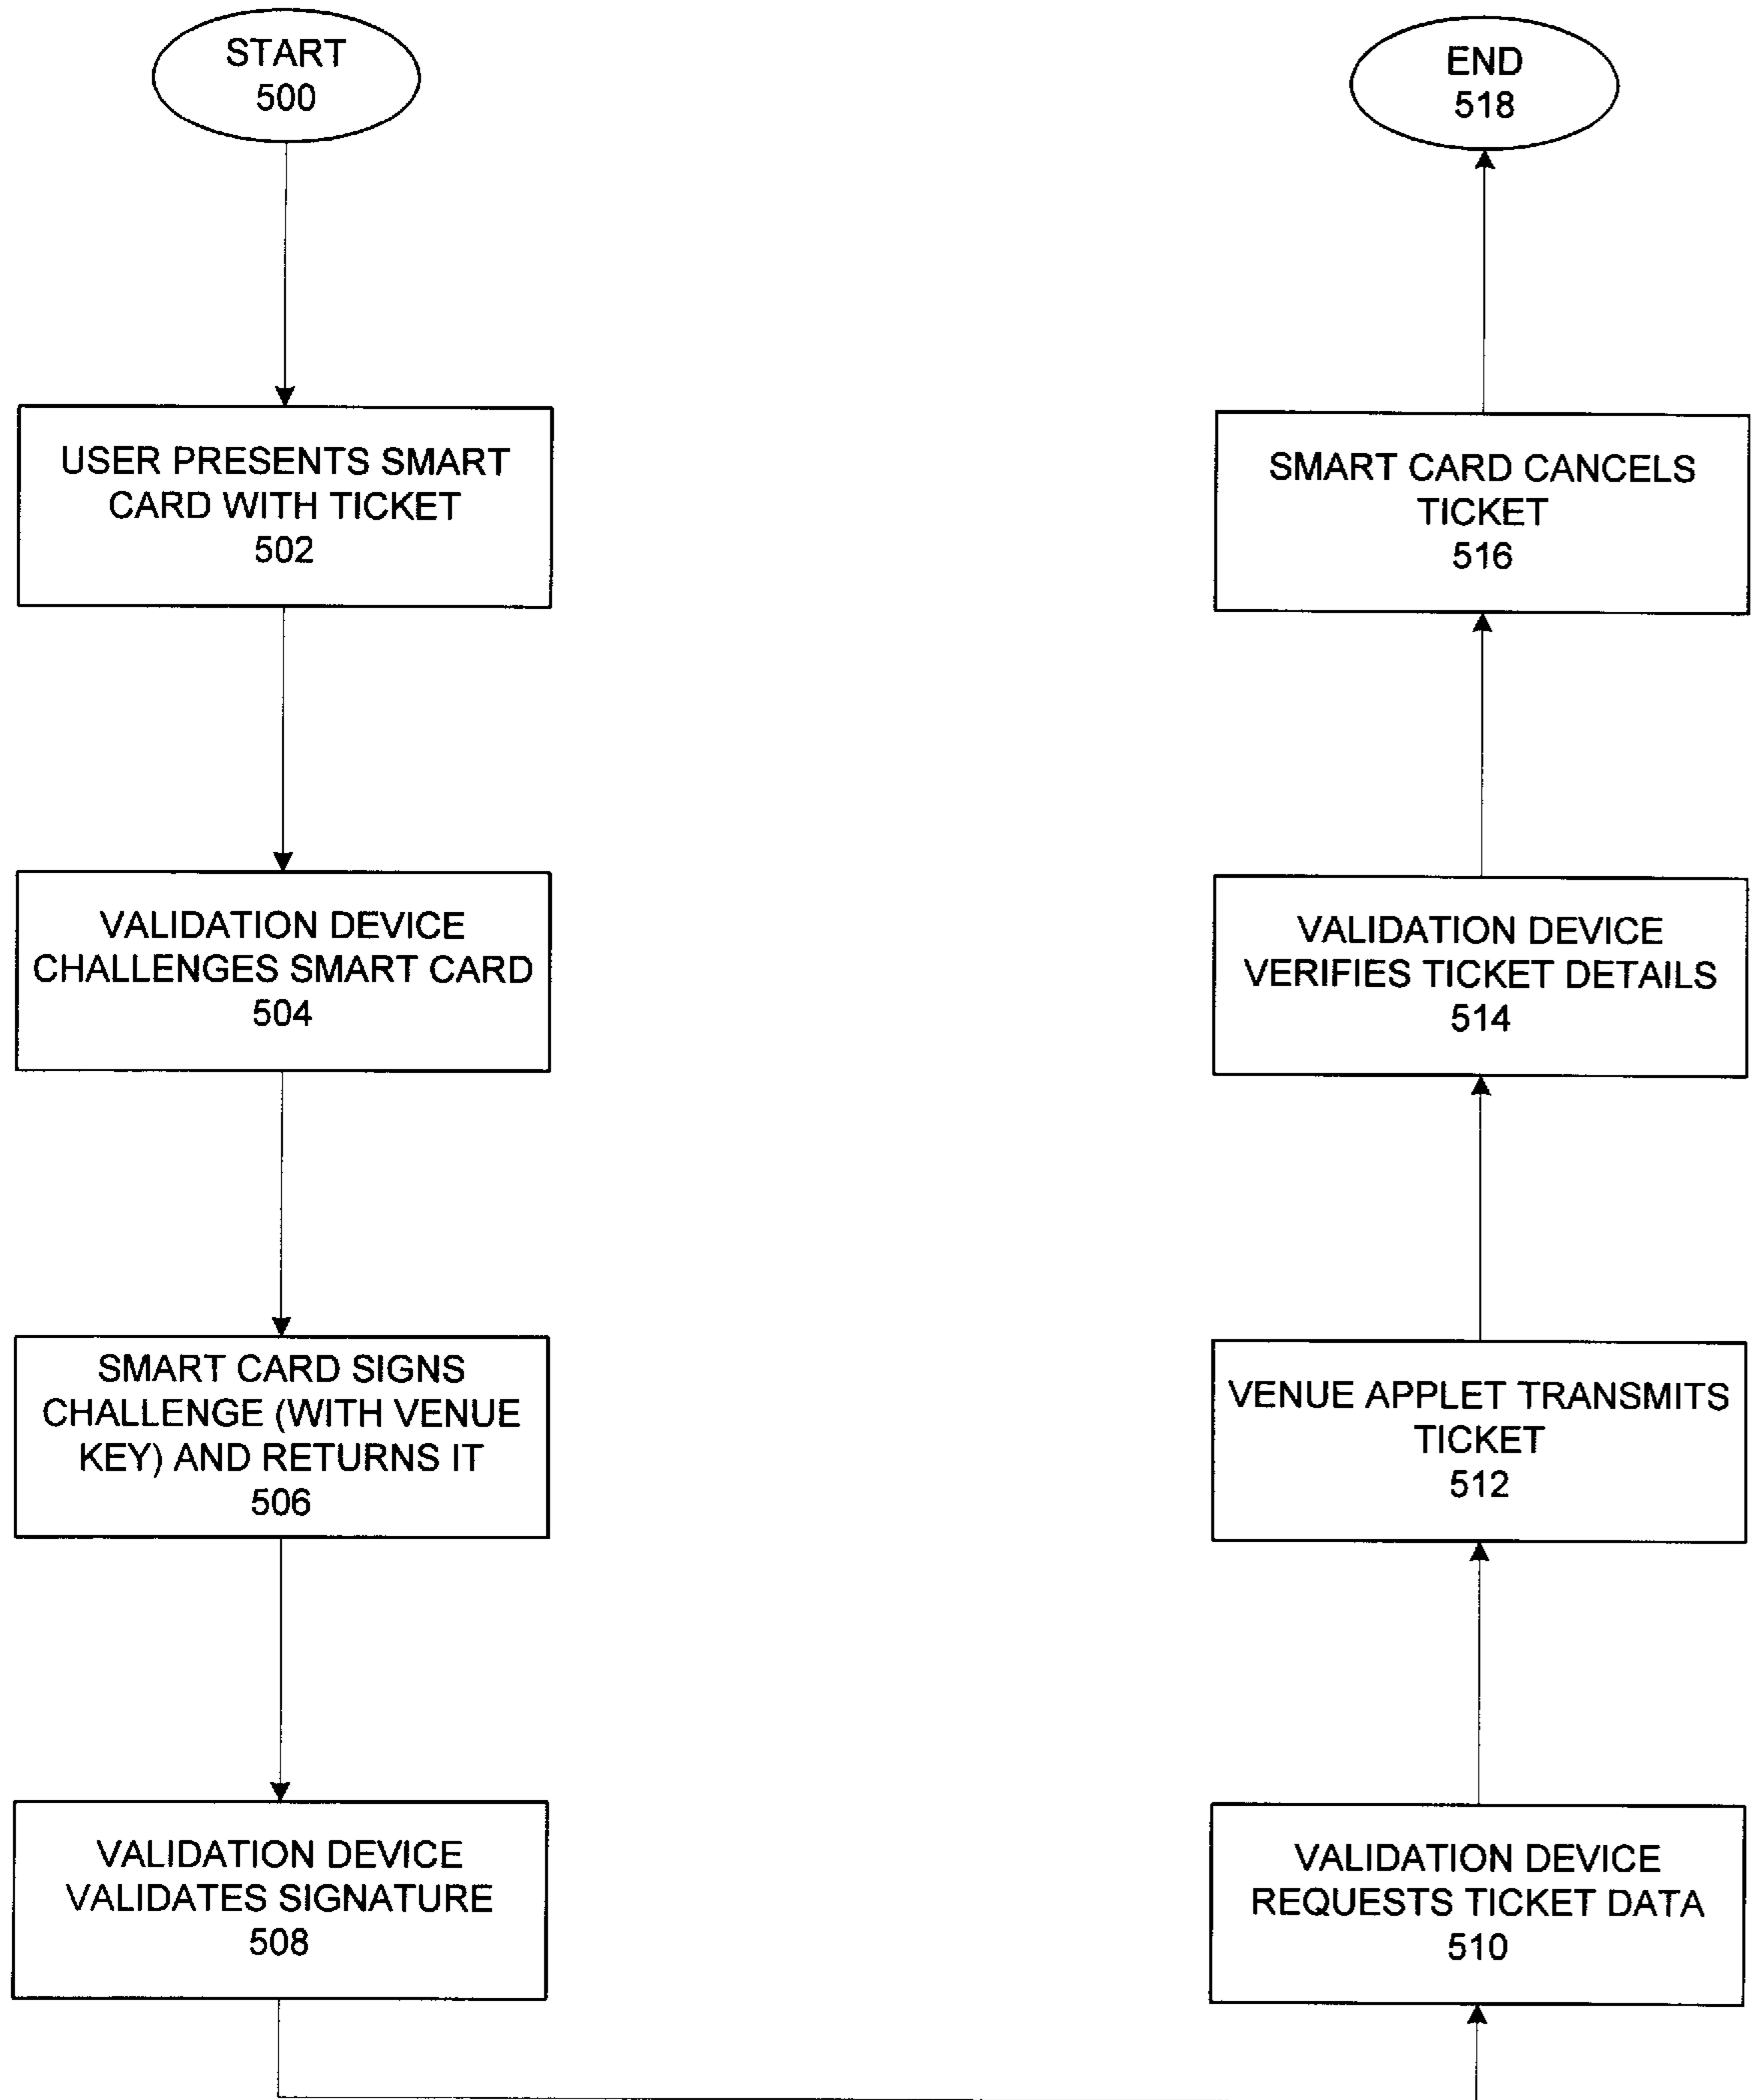 START
500
USER PRESENTS SMART
CARD WITH TICKET
502
VALIDATION DEVICE
CHALLENGES SMART CARD
504
SMART CARD SIGNS
CHALLENGE (WITH VENUE
KEY) AND RETURNS IT
506
VALIDATION DEVICE
VALIDATES SIGNATURE
508
VALIDATION DEVICE
REQUESTS TICKET DATA
510
VENUE APPLET TRANSMITS
TICKET
512
VALIDATION DEVICE
VERIFIES TICKET DETAILS
514
SMART CARD CANCELS
TICKET
516
END
518